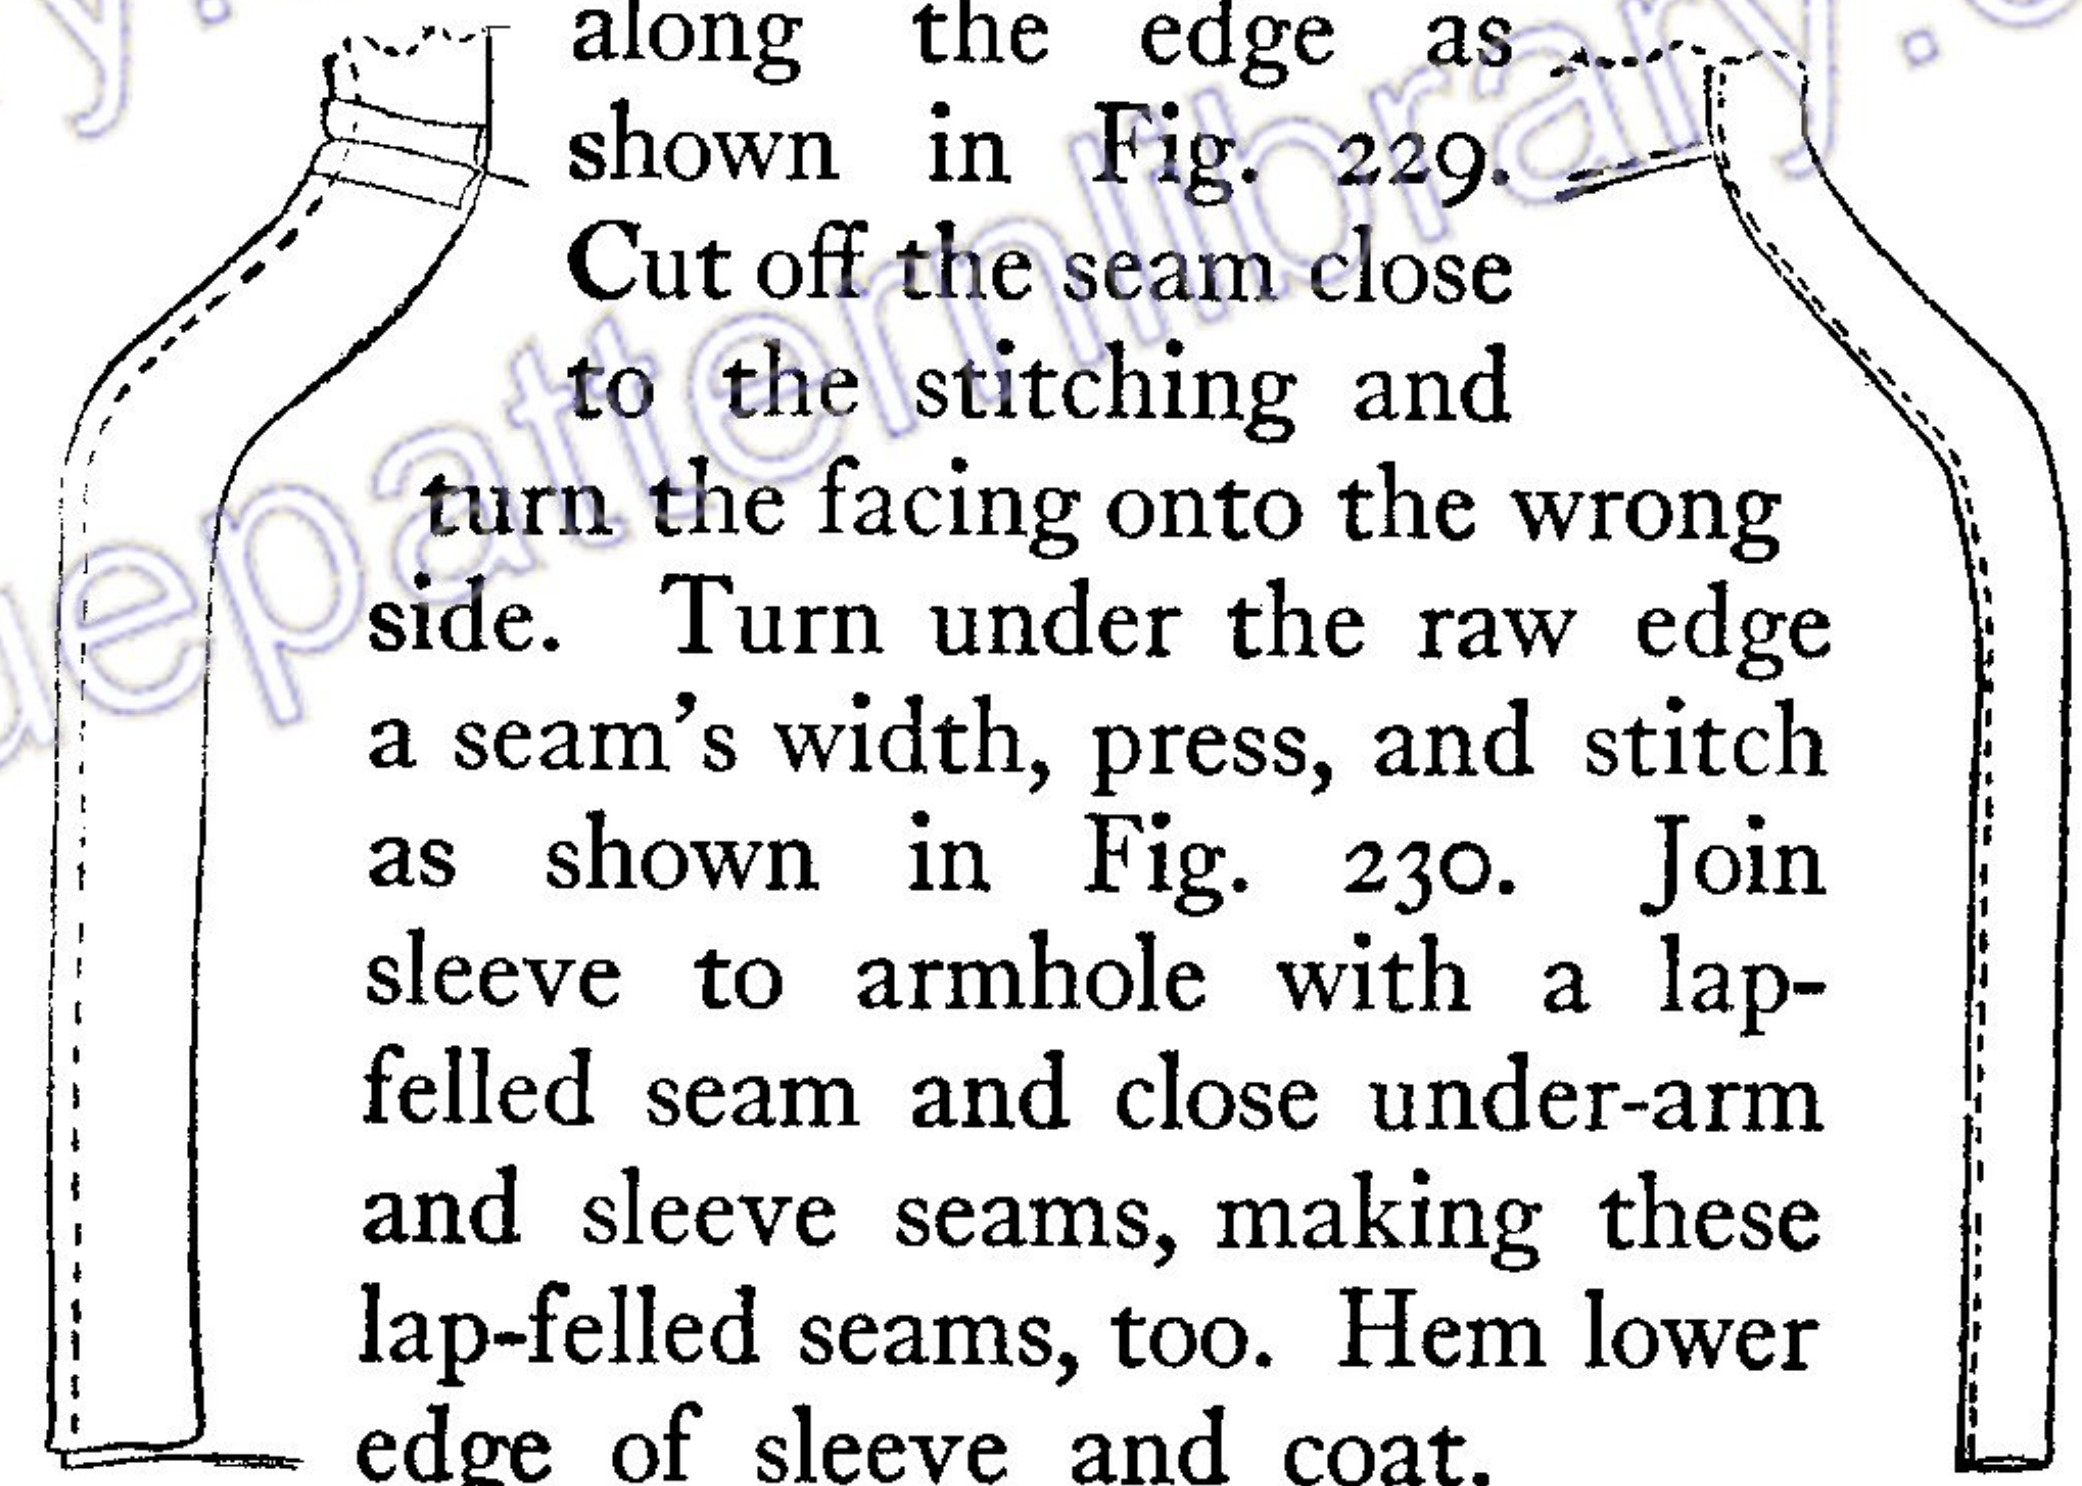 along the edge as
shown in Fig. 229.
Cut off the seam close
to the stitching and
turn the facing onto the wrong
side. Turn under the raw edge
a seam's width, press, and stitch
as shown in Fig. 230. Join
sleeve to armhole with a lap-
felled seam and close under-arm
and sleeve seams, making these
lap-felled seams, too. Hem lower
edge of sleeve and coat.
uepatternlibrary.o
y.